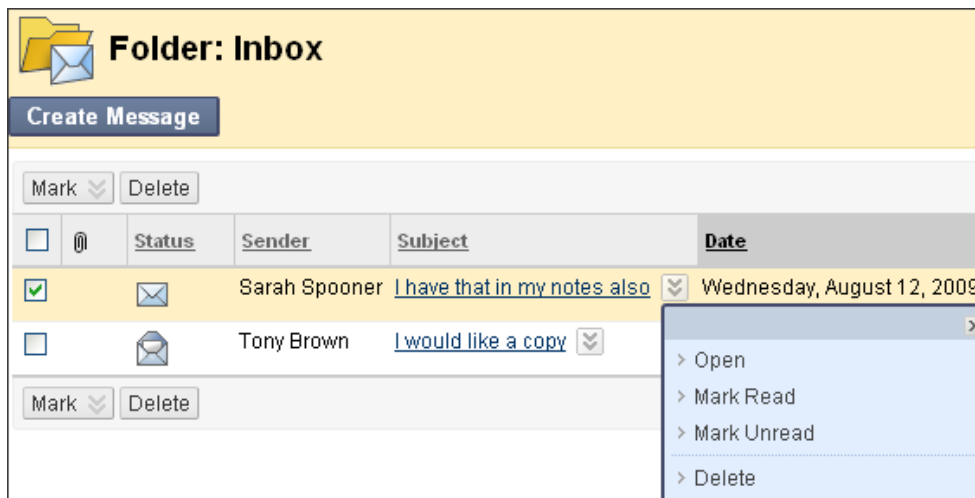 Folder: Inbox
Create Message
Mark Delete
Status Sender Subject Date
Sarah Spooner I have that in my notes also Wednesday, August 12, 2009
Tony Brown I would like a copy
Open
Mark Read
Mark Delete
Mark Unread
Delete